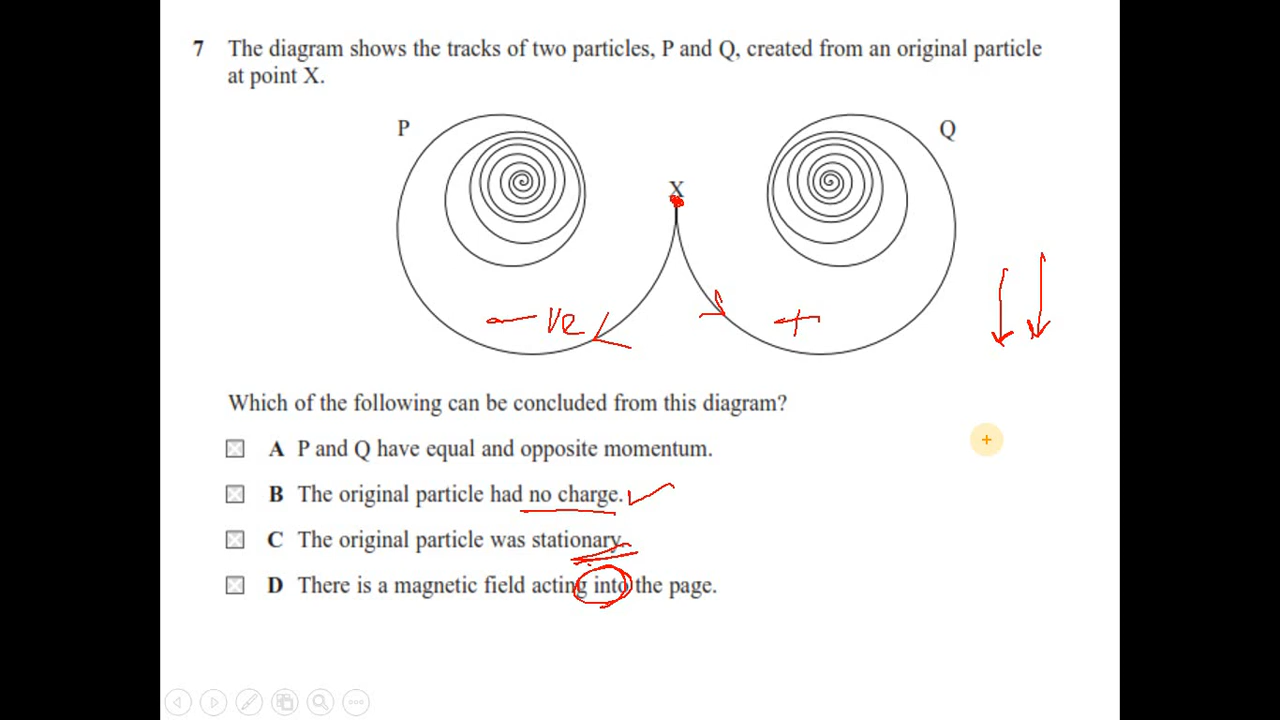 7 The diagram shows the tracks of two particles, P and Q, created from an original particle
at point X.
P
Q
X
-ve
+
Which of the following can be concluded from this diagram?
A P and Q have equal and opposite momentum.
B The original particle had no charge.
C The original particle was stationary.
D There is a magnetic field acting into the page.